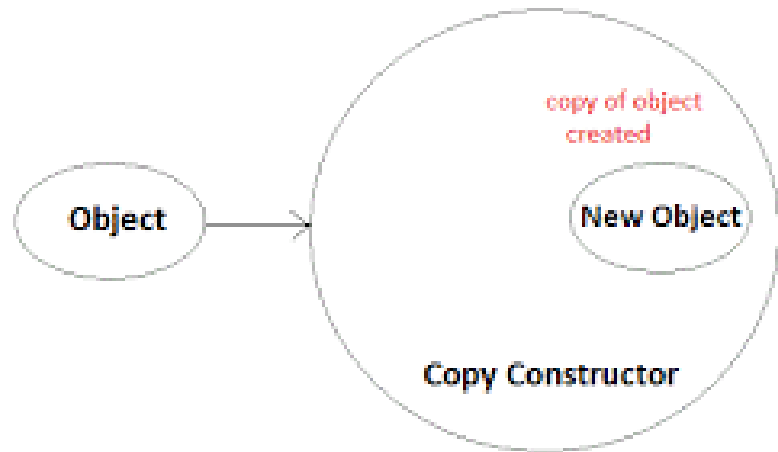 copy of object
created
Object
New Object
Copy Constructor